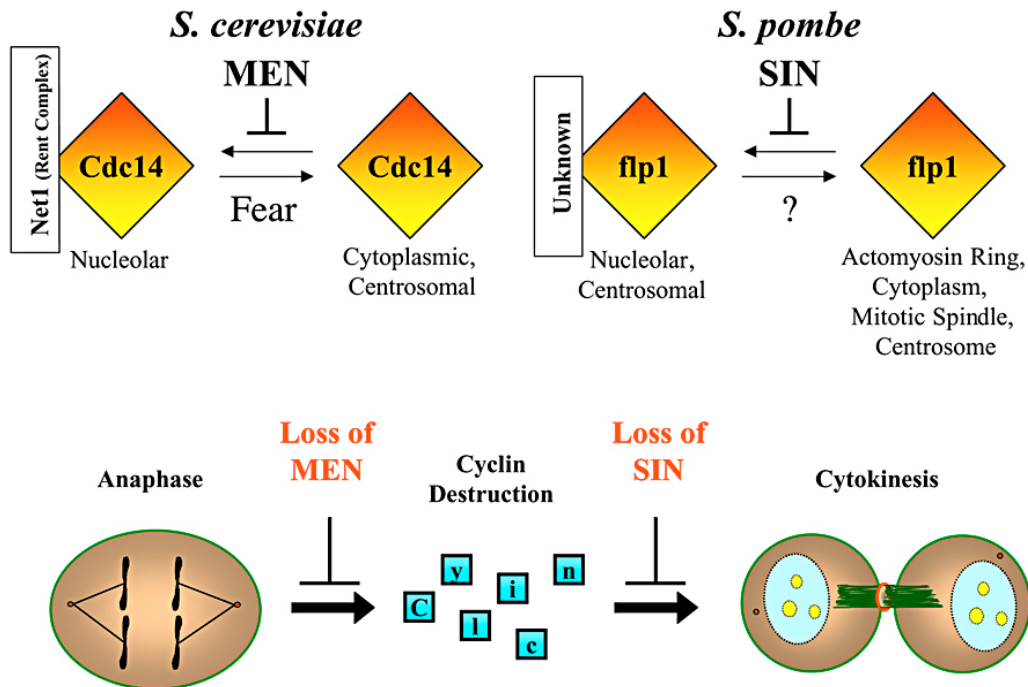 S. cerevisiae
MEN
Net1 (Rent Complex)
Cdc14
Cdc14
Fear
Nucleolar
Cytoplasmic,
Centrosomal
S. pombe
SIN
Unknown
flp1
flp1
?
Nucleolar,
Centrosomal
Actomyosin Ring,
Cytoplasm,
Mitotic Spindle,
Centrosome
Anaphase
Loss of
MEN
Cyclin
Destruction
Loss of
SIN
Cytokinesis
C
y
l
i
c
n